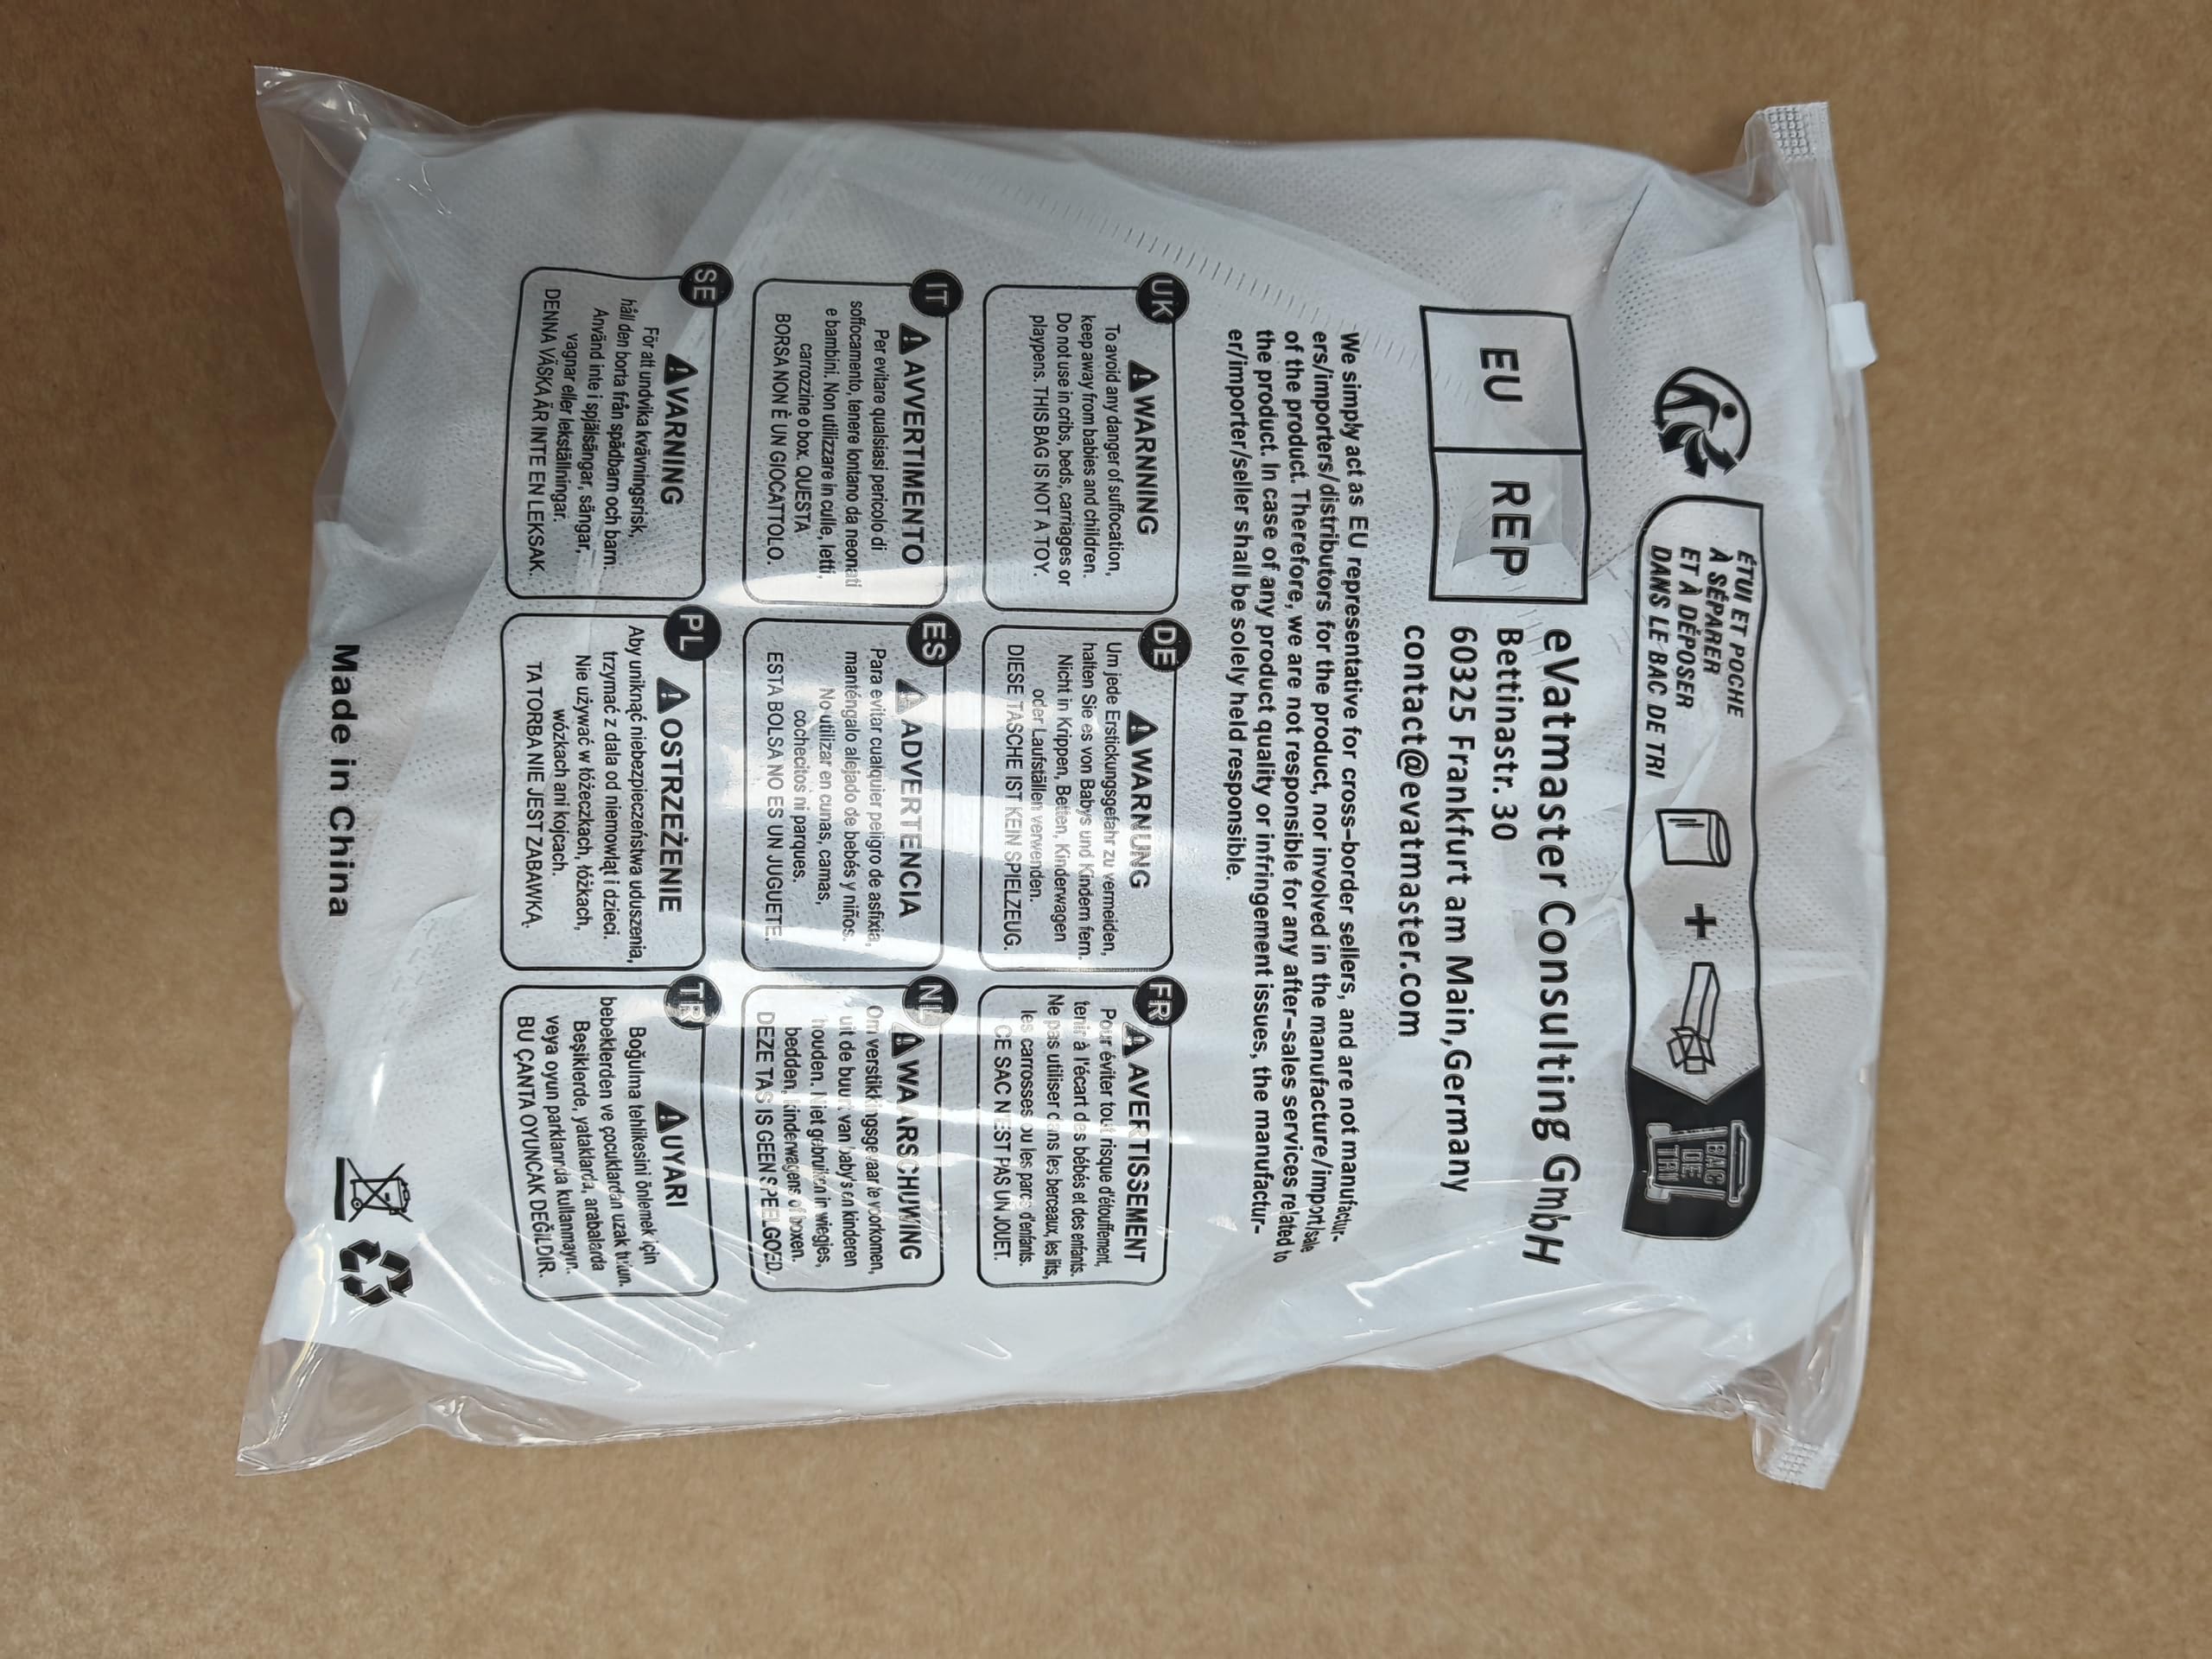 ÉTUI ET POCHE
À SÉPARER
ET À DÉPOSER
DANS LE BAC DE TRI
+
BAC
DE
TRI
EU REP
eVatmaster Consulting GmbH
Bettinastr. 30
60325 Frankfurt am Main,Germany
contact@evatmaster.com
We simply act as EU representative for cross-border sellers, and are not manufactur-
ers/importers/distributors for the product, nor involved in the manufacture/import/sale
of the product. Therefore, we are not responsible for any after-sales services related to
the product. In case of any product quality or infringement issues, the manufactur-
er/importer/seller shall be solely held responsible.
UK
WARNNING
To avoid any danger of suffocation,
keep away from babies and children.
Do not use in cribs, beds, carriages or
playpens. THIS BAG IS NOT A TOY.
DE
WARNUNG
Um jede Erstickungsgefahr zu vermeiden,
halten Sie es von Babys und Kindern fern.
Nicht in Krippen, Betten, Kinderwagen
oder Laufställen verwenden.
DIESE TASCHE IST KEIN SPIELZEUG.
FR
AVERTISSEMENT
Pour éviter tout risque d'étouffement,
tenir à l'écart des bébés et des enfants.
Ne pas utiliser dans les berceaux, les lits,
les carrosses ou les parcs d'enfants.
CE SAC N'EST PAS UN JOUET.
IT
AVVERTIMENTO
Per evitare qualsiasi pericolo di
soffocamento, tenere lontano da neonati
e bambini. Non utilizzare in culle, letti,
carrozzine o box. QUESTA
BORSA NON È UN GIOCATTOLO.
ES
ADVERTENCIA
Para evitar cualquier peligro de asfixia,
manténgalo alejado de bebés y niños.
No utilizar en cunas, camas,
cochecitos ni parques.
ESTA BOLSA NO ES UN JUGUETE.
NL
WAARSCHUWING
Om verstikkingsgevaar te voorkomen,
uit de buurt van baby's en kinderen
houden. Niet gebruiken in wiegjes,
bedden, kinderwagens of boxen.
DEZE TAS IS GEEN SPEELGOED.
SE
VARNING
För att undvika kvävningsrisk,
håll den borta från spädbarn och barn.
Använd inte i spjälsängar, sängar,
vagnar eller lekställningar.
DENNA VÄSKA ÄR INTE EN LEKSAK.
PL
OSTRZEŻENIE
Aby uniknąć niebezpieczeństwa uduszenia,
trzymać z dala od niemowląt i dzieci.
Nie używać w łóżeczkach, łóżkach,
wózkach ani kojcach.
TA TORBA NIE JEST ZABAWKĄ.
TR
UYARI
Boğulma tehlikesini önlemek için
bebeklerden ve çocuklardan uzak tutun.
Beşiklerde, yataklarda, arabalarda
veya oyun parklarında kullanmayın.
BU ÇANTA OYUNCAK DEĞİLDİR.
Made in China